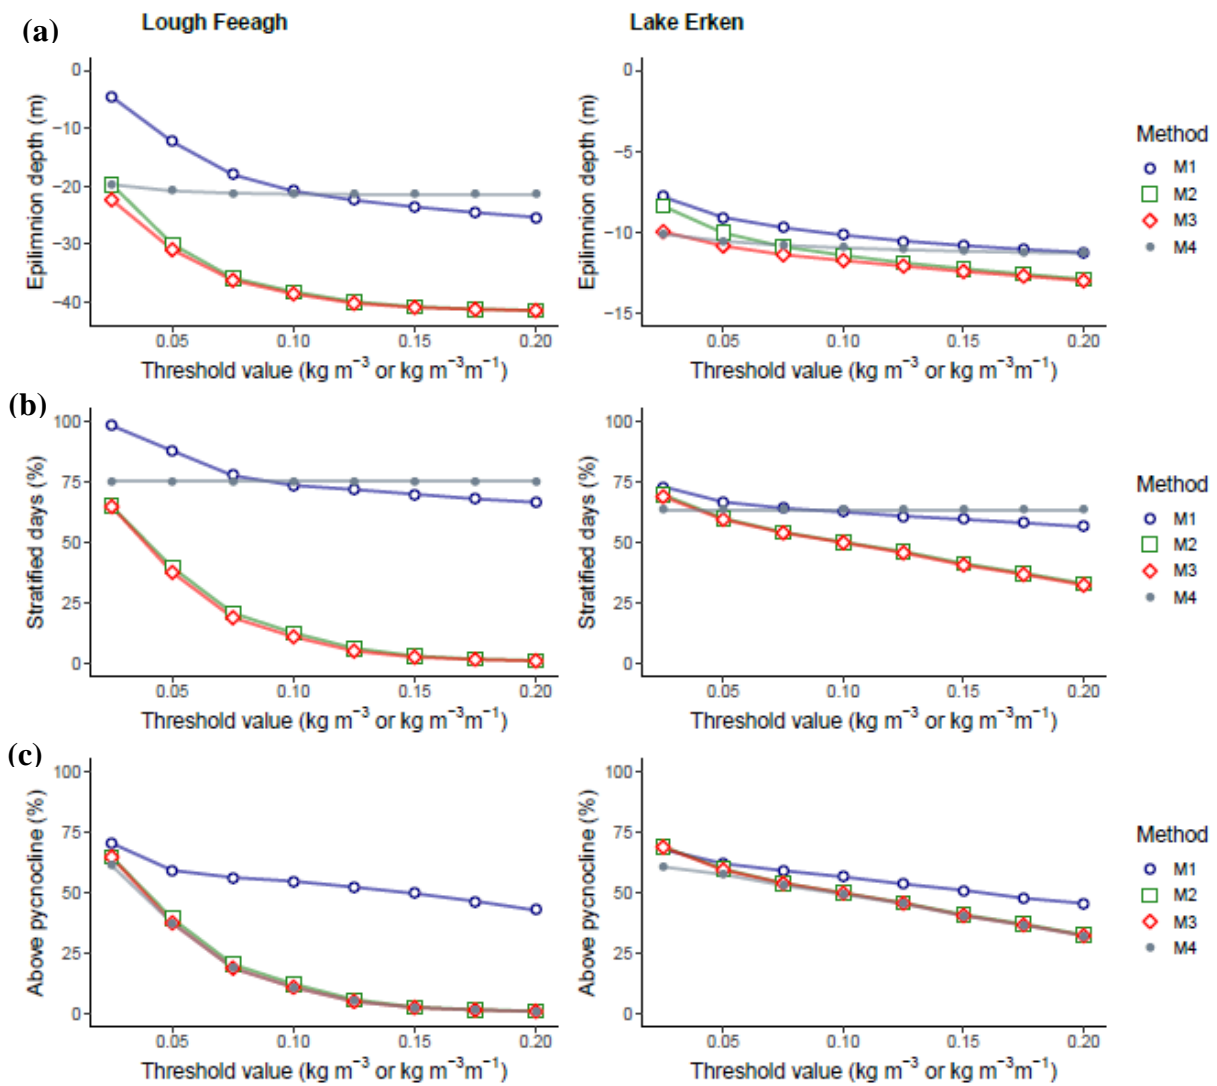 Lough Feeagh
Lake Erken
(a)
Epilimnion depth (m)
0
−10
−20
−30
−40
0.05
0.10
0.15
0.20
Threshold value (kg m⁻³ or kg m⁻³m⁻¹)
Epilimnion depth (m)
0
−5
−10
−15
0.05
0.10
0.15
0.20
Threshold value (kg m⁻³ or kg m⁻³m⁻¹)
Method
M1
M2
M3
M4
(b)
Stratified days (%)
100
75
50
25
0
0.05
0.10
0.15
0.20
Threshold value (kg m⁻³ or kg m⁻³m⁻¹)
Stratified days (%)
100
75
50
25
0
0.05
0.10
0.15
0.20
Threshold value (kg m⁻³ or kg m⁻³m⁻¹)
Method
M1
M2
M3
M4
(c)
Above pycnocline (%)
100
75
50
25
0
0.05
0.10
0.15
0.20
Threshold value (kg m⁻³ or kg m⁻³m⁻¹)
Above pycnocline (%)
100
75
50
25
0
0.05
0.10
0.15
0.20
Threshold value (kg m⁻³ or kg m⁻³m⁻¹)
Method
M1
M2
M3
M4